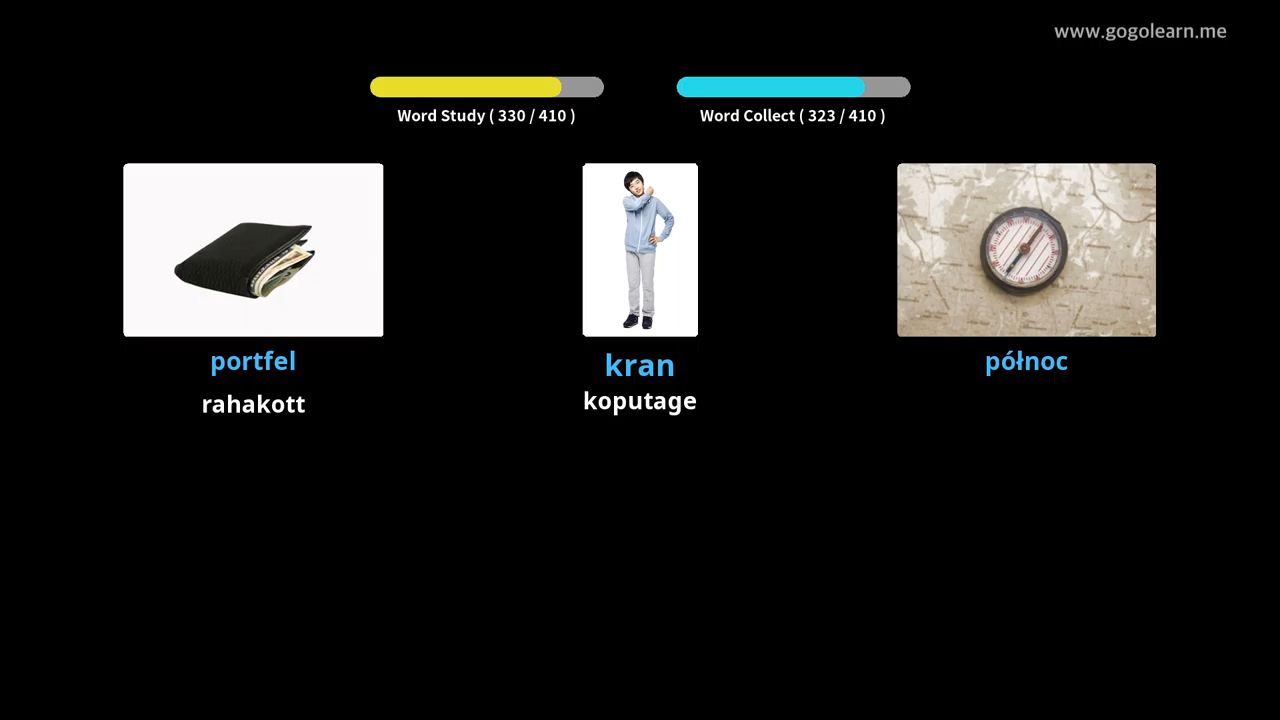 www.gogolearn.me
Word Study ( 330 / 410 )
Word Collect ( 323 / 410 )
portfel
kran
północ
rahakott
koputage